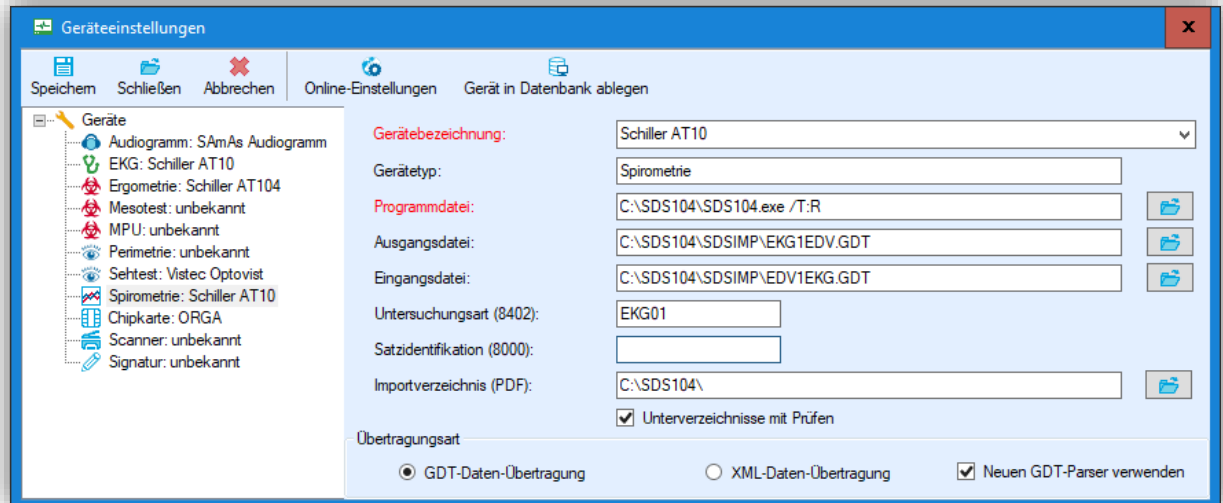 Geräteeinstellungen
x
Speichern Schließen Abbrechen Online-Einstellungen Gerät in Datenbank ablegen
Geräte
Audiogramm: SAmAs Audiogramm
EKG: Schiller AT10
Ergometrie: Schiller AT104
Mesotest: unbekannt
MPU: unbekannt
Perimetrie: unbekannt
Sehtest: Vistec Optovist
Spirometrie: Schiller AT10
Chipkarte: ORGA
Scanner: unbekannt
Signatur: unbekannt
Gerätebezeichnung: Schiller AT10
Gerätetyp: Spirometrie
Programmdatei: C:\SDS104\SDS104.exe /T:R
Ausgangsdatei: C:\SDS104\SDSIMP\EKG1EDV.GDT
Eingangsdatei: C:\SDS104\SDSIMP\EDV1EKG.GDT
Untersuchungsart (8402): EKG01
Satzidentifikation (8000):
Importverzeichnis (PDF): C:\SDS104\
Unterverzeichnisse mit Prüfen
Übertragungsart
GDT-Daten-Übertragung XML-Daten-Übertragung Neuen GDT-Parser verwenden